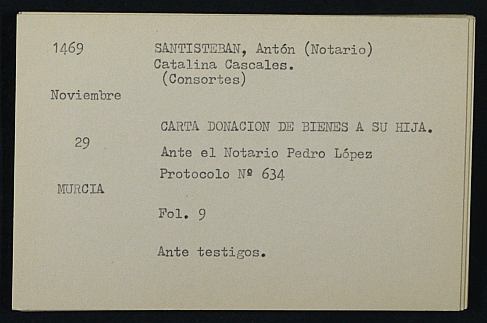 1469 SANTISTEBAN, Antón (Notario)
Catalina Cascales.
(Consortes)
Noviembre
CARTA DONACION DE BIENES A SU HIJA.
29
Ante el Notario Pedro López
Protocolo Nº 634
MURCIA
Fol. 9
Ante testigos.